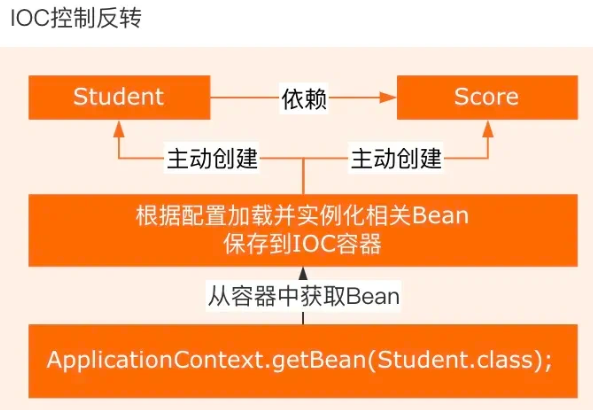 IOC控制反转
Student
依赖
Score
主动创建
主动创建
根据配置加载并实例化相关Bean
保存到IOC容器
从容器中获取Bean
ApplicationContext.getBean(Student.class);